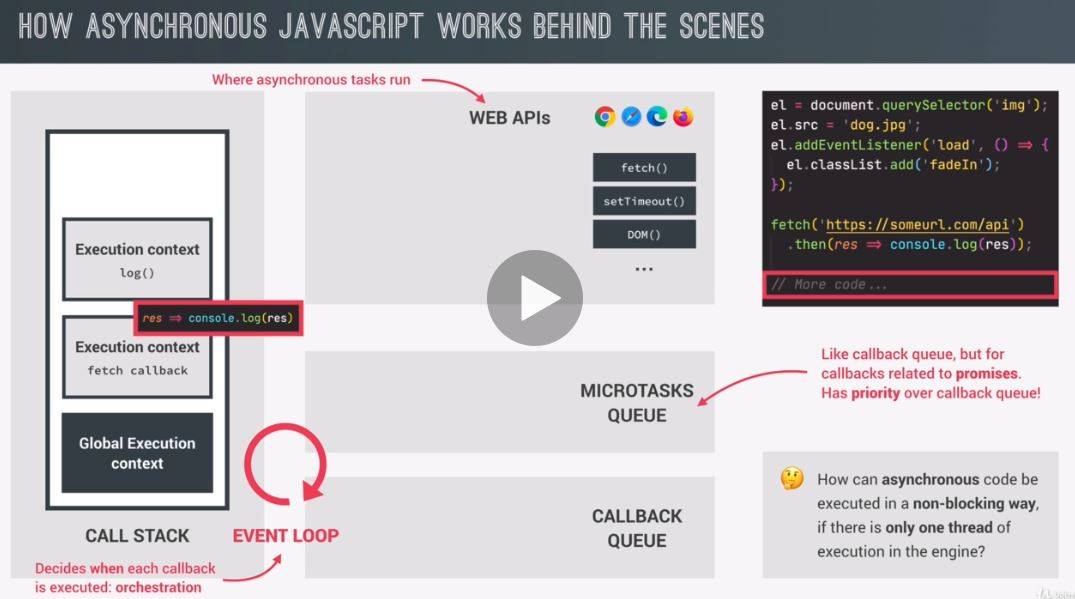 HOW ASYNCHRONOUS JAVASCRIPT WORKS BEHIND THE SCENES
Where asynchronous tasks run
WEB APIs
fetch()
setTimeout()
DOM()
...
el = document.querySelector('img');
el.src = 'dog.jpg';
el.addEventListener('load', () => {
el.classList.add('fadeIn');
});
fetch('https://someurl.com/api')
.then(res => console.log(res));
// More code...
Execution context
log()
res => console.log(res)
Execution context
fetch callback
Global Execution
context
CALL STACK
EVENT LOOP
Decides when each callback
is executed: orchestration
MICROTASKS
QUEUE
Like callback queue, but for
callbacks related to promises.
Has priority over callback queue!
CALLBACK
QUEUE
How can asynchronous code be
executed in a non-blocking way,
if there is only one thread of
execution in the engine?